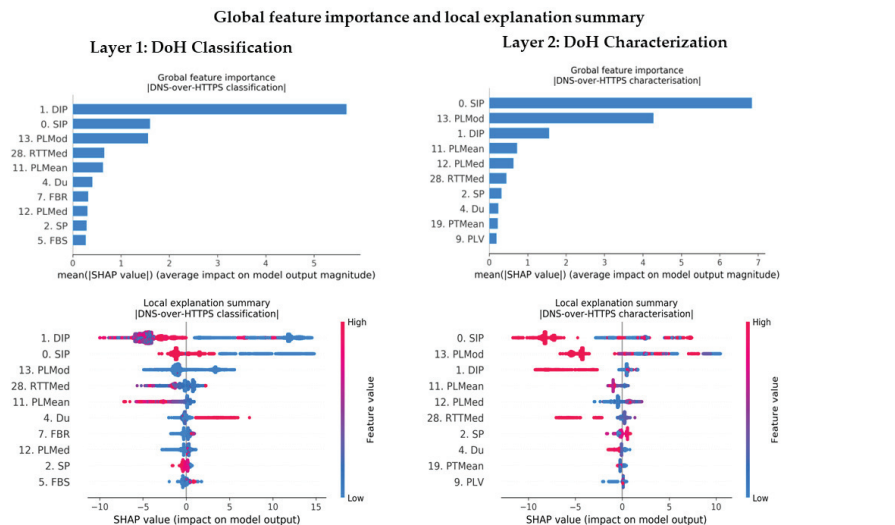 Global feature importance and local explanation summary
Layer 1: DoH Classification
Grobal feature importance
|DNS-over-HTTPS classification|
1. DIP
0. SIP
13. PLMod
28. RTTMed
11. PLMean
4. Du
7. FBR
12. PLMed
2. SP
5. FBS
0 1 2 3 4 5
mean(|SHAP value|) (average impact on model output magnitude)
Layer 2: DoH Characterization
Grobal feature importance
|DNS-over-HTTPS characterisation|
0. SIP
13. PLMod
1. DIP
11. PLMean
12. PLMed
28. RTTMed
2. SP
4. Du
19. PTMean
9. PLV
0 1 2 3 4 5 6 7
mean(|SHAP value|) (average impact on model output magnitude)
Local explanation summary
|DNS-over-HTTPS classification|
1. DIP
0. SIP
13. PLMod
28. RTTMed
11. PLMean
4. Du
7. FBR
12. PLMed
2. SP
5. FBS
−10 −5 0 5 10 15
SHAP value (impact on model output)
High
Feature value
Low
Local explanation summary
|DNS-over-HTTPS characterisation|
0. SIP
13. PLMod
1. DIP
11. PLMean
12. PLMed
28. RTTMed
2. SP
4. Du
19. PTMean
9. PLV
−10 −5 0 5 10
SHAP value (impact on model output)
High
Feature value
Low